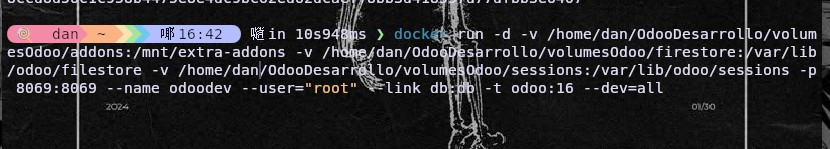 dan ~ 16:42 in 10s948ms ❯ docker run -d -v /home/dan/OdooDesarrollo/volum
esOdoo/addons:/mnt/extra-addons -v /home/dan/OdooDesarrollo/volumesOdoo/firestore:/var/lib
/odoo/filestore -v /home/dan/OdooDesarrollo/volumesOdoo/sessions:/var/lib/odoo/sessions -p
8069:8069 --name odoodev --user="root" --link db:db -t odoo:16 --dev=all
2024 01/30